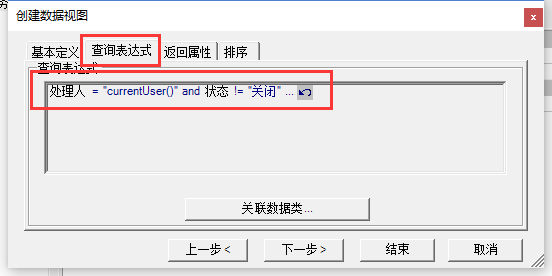 创建数据视图
基本定义 查询表达式 返回属性 排序
查询表达式
处理人 = "currentUser()" and 状态 != "关闭" ...
关联数据类...
上一步 < 下一步 > 结束 取消